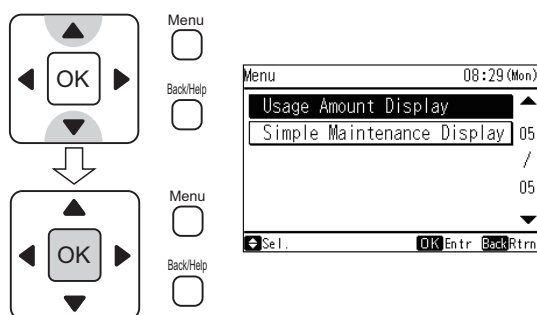 Menu
OK
Back/Help
Menu
OK
Back/Help
Menu 08:29(Mon)
Usage Amount Display
Simple Maintenance Display
05
/
05
Sel. OK Entr Back Rtrn